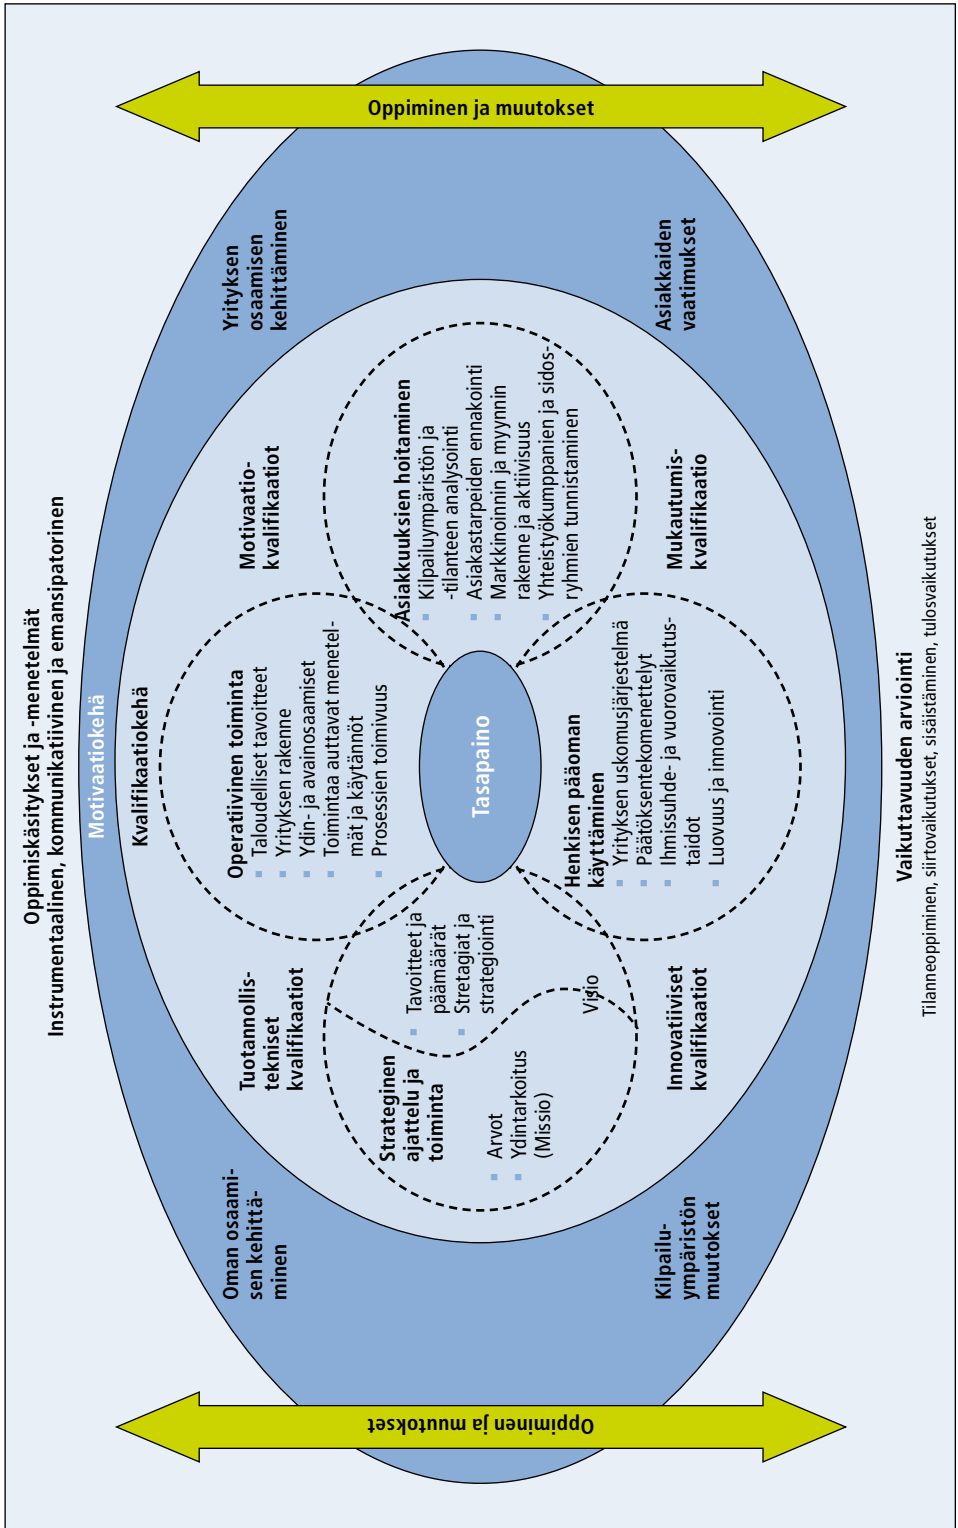 Oppimiskäsitykset ja -menetelmät
Instrumentaalinen, kommunikatiivinen ja emansipatorinen
Motivaatiokehä
Kvalifikaatiokehä
Oppiminen ja muutokset
Oman osaami-
sen kehittä-
minen
Tuotannollis-
tekniset
kvalifikaatiot
Operatiivinen toiminta
Taloudelliset tavoitteet
Yrityksen rakenne
Ydin- ja avainosaamiset
Toimintaa auttavat menetel-
mät ja käytännöt
Prosessien toimivuus
Motivaatio-
kvalifikaatiot
Yrityksen
osaamisen
kehittäminen
Oppiminen ja muutokset
Strateginen
ajattelu ja
toiminta
Arvot
Ydintarkoitus
(Missio)
Tavoitteet ja
päämäärät
Stretagiat ja
strategiointi
Visio
Tasapaino
Asiakkuuksien hoitaminen
Kilpailuympäristön ja
-tilanteen analysointi
Asiakastarpeiden ennakointi
Markkinoinnin ja myynnin
rakenne ja aktiivisuus
Yhteistyökumppanien ja sidos-
ryhmien tunnistaminen
Kilpailu-
ympäristön
muutokset
Innovatiiviset
kvalifikaatiot
Henkisen pääoman
käyttäminen
Yrityksen uskomusjärjestelmä
Päätöksentekomenettelyt
Ihmissuhde- ja vuorovaikutus-
taidot
Luovuus ja innovointi
Mukautumis-
kvalifikaatio
Asiakkaiden
vaatimukset
Vaikuttavuuden arviointi
Tilanneoppiminen, siirtovaikutukset, sisäistäminen, tulosvaikutukset